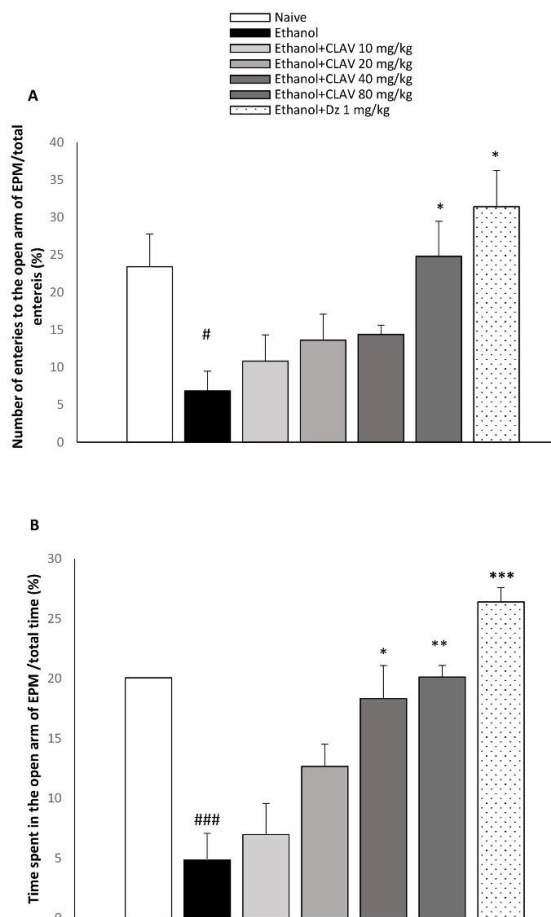 Naive
Ethanol
Ethanol+CLAV 10 mg/kg
Ethanol+CLAV 20 mg/kg
Ethanol+CLAV 40 mg/kg
Ethanol+CLAV 80 mg/kg
Ethanol+Dz 1 mg/kg
A
Number of enteries to the open arm of EPM/total
entereis (%)
40
35
30
25
20
15
10
5
0
#
*
*
B
Time spent in the open arm of EPM /total time (%)
30
25
20
15
10
5
0
###
*
**
***